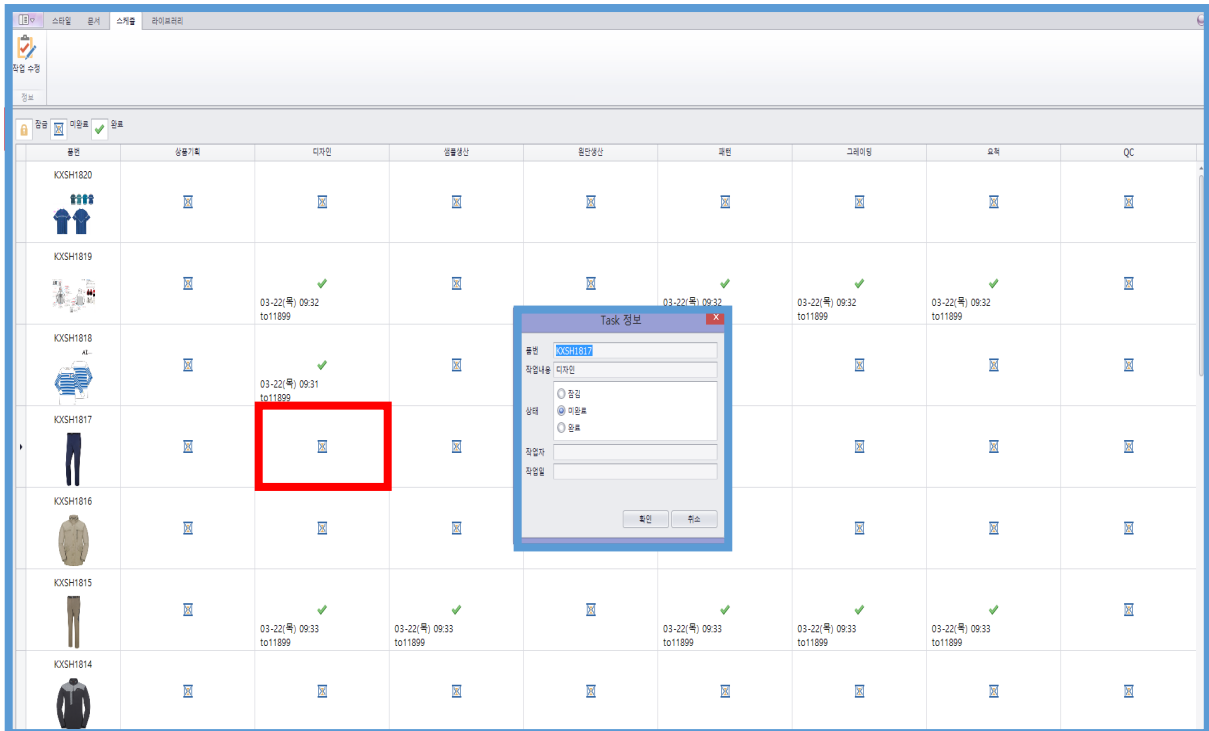 스타일 문서 스케줄 라이브러리
작업 수정
정보
잠금 미완료 완료
품번 상품기획 디자인 샘플생산 원단생산 패턴 그레이딩 요척 QC
KXSH1820
KXSH1819
03-22(목) 09:32 03-22(목) 09:32 03-22(목) 09:32 03-22(목) 09:32
to11899 to11899 to11899
KXSH1818
03-22(목) 09:31
to11899
KXSH1817
KXSH1816
KXSH1815
03-22(목) 09:33 03-22(목) 09:33 03-22(목) 09:33 03-22(목) 09:33 03-22(목) 09:33
to11899 to11899 to11899 to11899 to11899
KXSH1814
Task 정보
품번 KXSH1817
작업내용 디자인
잠김
상태 미완료
완료
작업자
작업일
확인 취소